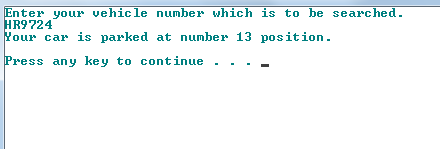 Enter your vehicle number which is to be searched.
HR9724
Your car is parked at number 13 position.
Press any key to continue . . . _